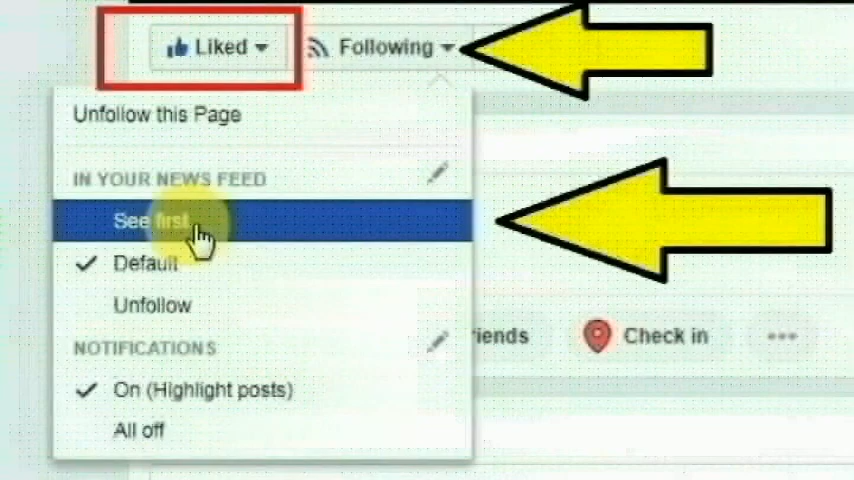 Liked Following
Unfollow this Page
IN YOUR NEWS FEED
See first
Default
Unfollow
NOTIFICATIONS
riends Check in
On (Highlight posts)
All off